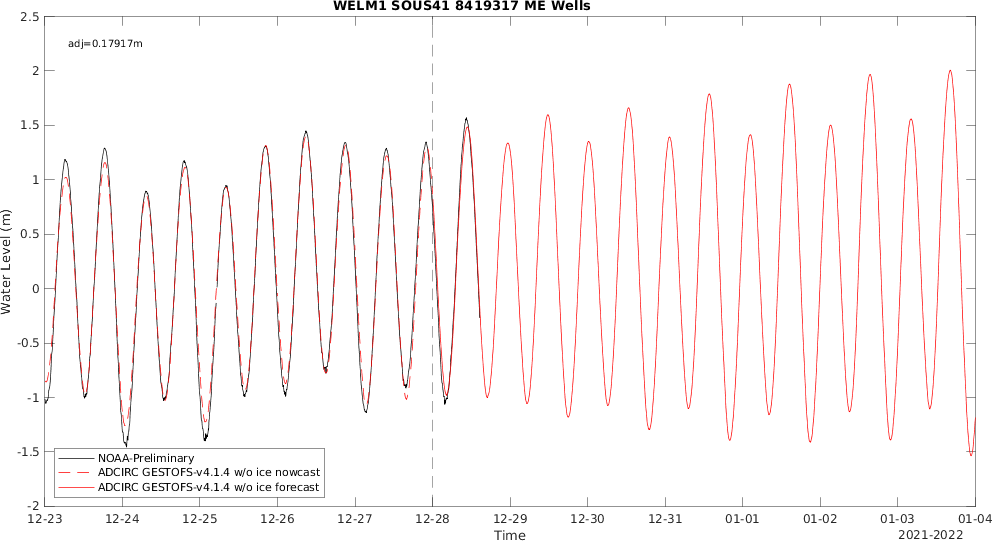 WELM1 SOUS41 8419317 ME Wells
adj=0.17917m
Water Level (m)
2.5
2
1.5
1
0.5
0
-0.5
-1
-1.5
-2
NOAA-Preliminary
ADCIRC GESTOFS-v4.1.4 w/o ice nowcast
ADCIRC GESTOFS-v4.1.4 w/o ice forecast
12-23 12-24 12-25 12-26 12-27 12-28 12-29 12-30 12-31 01-01 01-02 01-03 01-04
Time
2021-2022